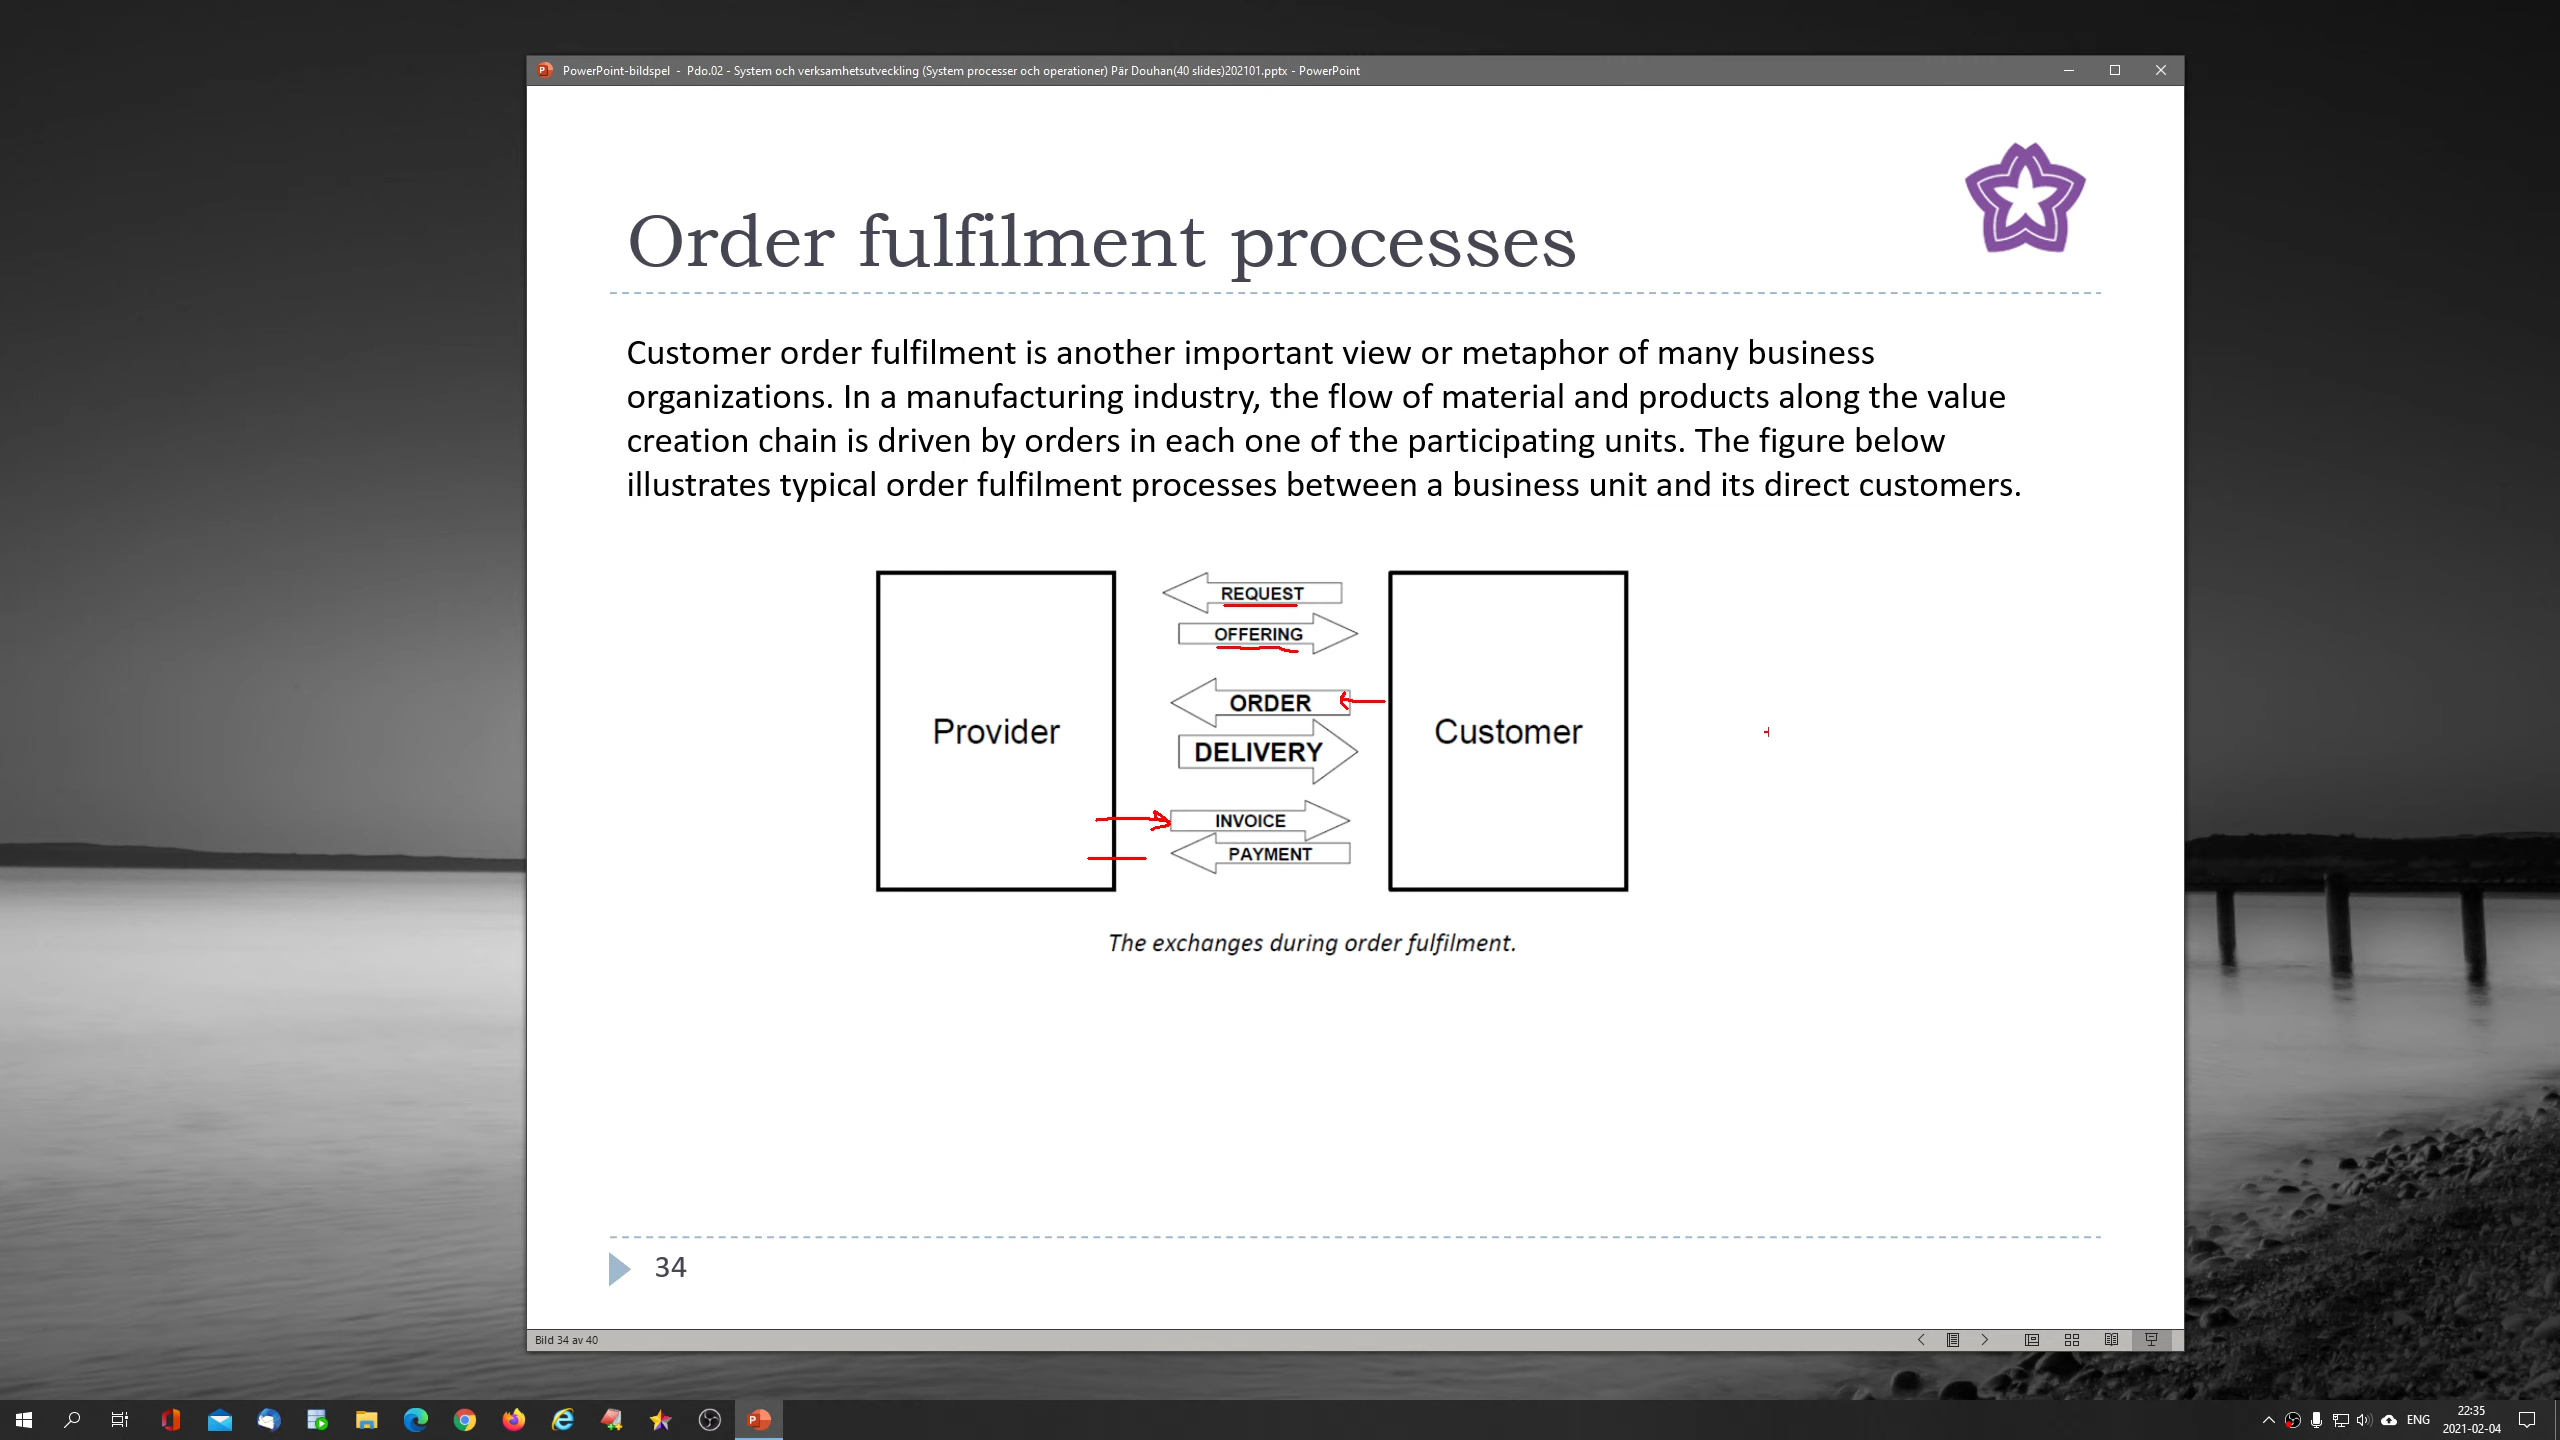 PowerPoint-bildspel - Pdo.02 - System och verksamhetsutveckling (System processer och operationer) Pär Douhan(40 slides)202101.pptx - PowerPoint
Order fulfilment processes
Customer order fulfilment is another important view or metaphor of many business
organizations. In a manufacturing industry, the flow of material and products along the value
creation chain is driven by orders in each one of the participating units. The figure below
illustrates typical order fulfilment processes between a business unit and its direct customers.
REQUEST
OFFERING
ORDER
Provider
Customer
DELIVERY
INVOICE
PAYMENT
The exchanges during order fulfilment.
34
Bild 34 av 40
ENG
22:35
2021-02-04